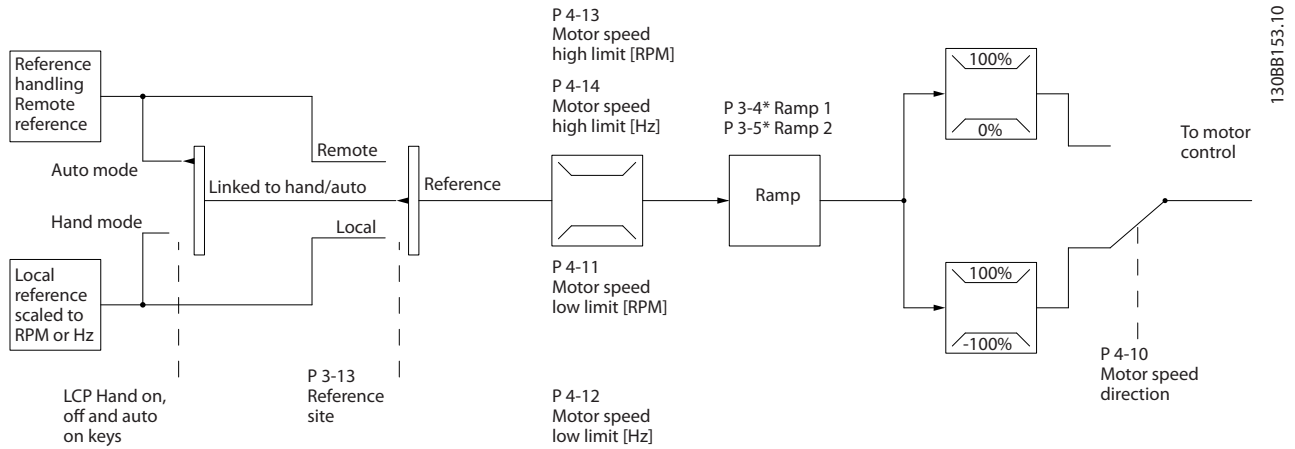 P 4-13
Motor speed
high limit [RPM]
P 4-14
Motor speed
high limit [Hz]
P 3-4* Ramp 1
P 3-5* Ramp 2
130BB153.10
Reference
handling
Remote
reference
Auto mode
Hand mode
Linked to hand/auto
Remote
Local
Reference
Ramp
100%
0%
100%
-100%
To motor
control
Local
reference
scaled to
RPM or Hz
P 4-11
Motor speed
low limit [RPM]
P 4-10
Motor speed
direction
LCP Hand on,
off and auto
on keys
P 3-13
Reference
site
P 4-12
Motor speed
low limit [Hz]